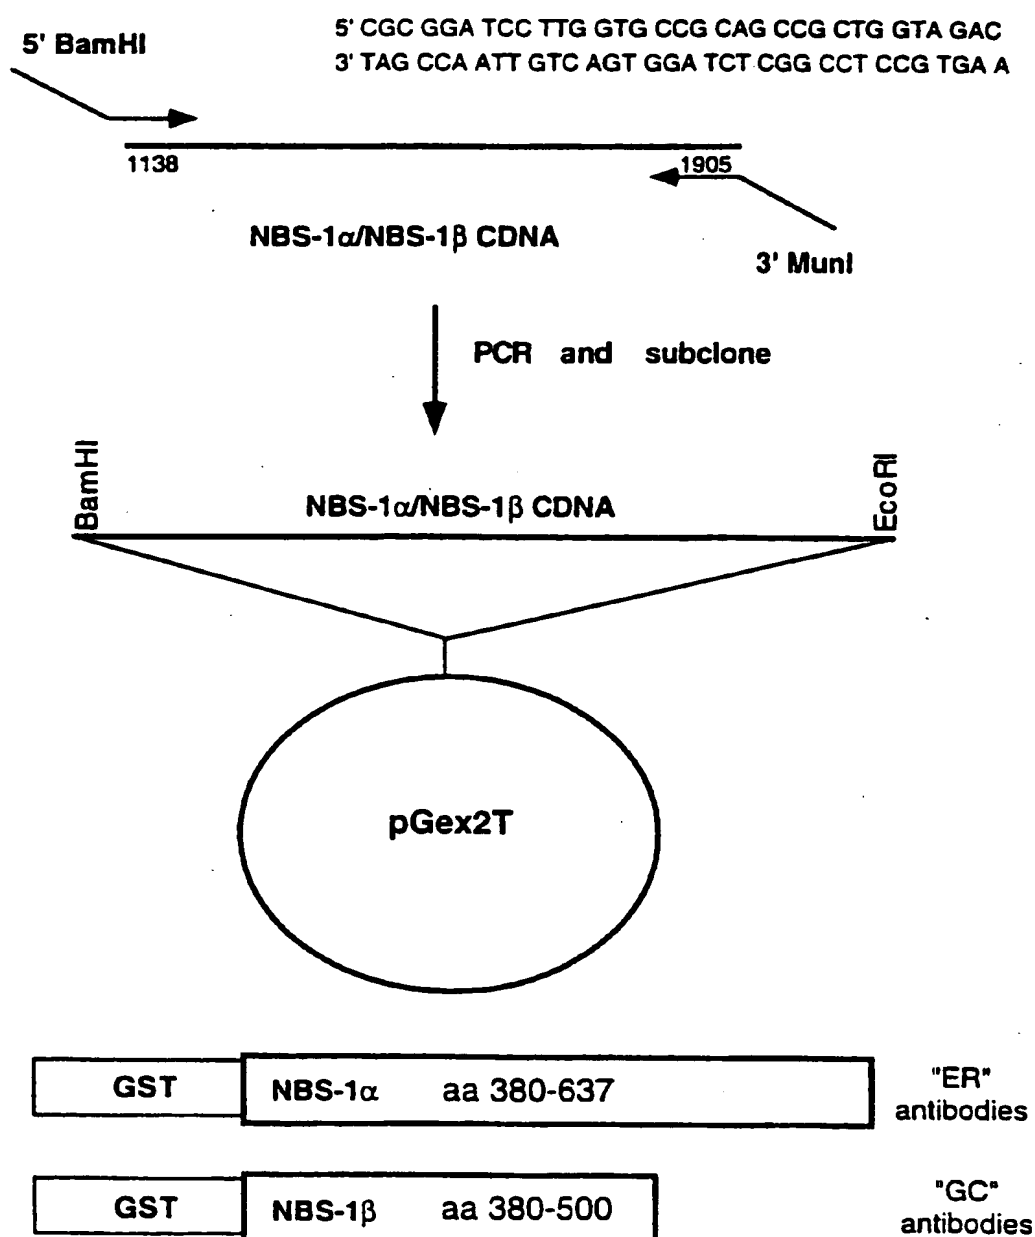 5' CGC GGA TCC TTG GTG CCG CAG CCG CTG GTA GAC
5' BamHI
3' TAG CCA ATT GTC AGT GGA TCT CGG CCT CCG TGA A
1138
1905
NBS-1α/NBS-1β CDNA
3' MunI
PCR and subclone
BamHI
NBS-1α/NBS-1β CDNA
EcoRI
pGex2T
GST NBS-1α aa 380-637 "ER" antibodies
GST NBS-1β aa 380-500 "GC" antibodies